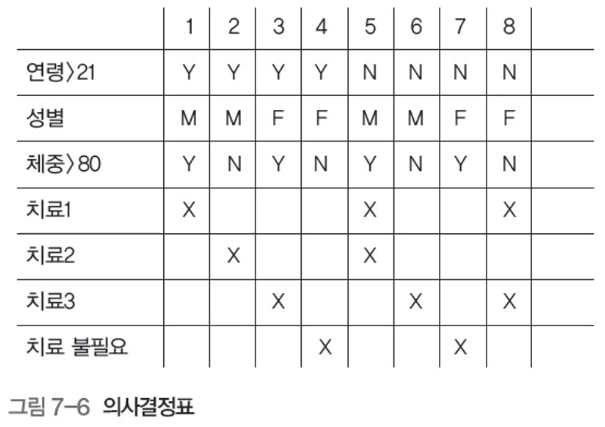 1 2 3 4 5 6 7 8
연령>21 Y Y Y Y N N N N
성별 M M F F M M F F
체중>80 Y N Y N Y N Y N
치료1 X X X
치료2 X X
치료3 X X X
치료 불필요 X X
그림 7-6 의사결정표